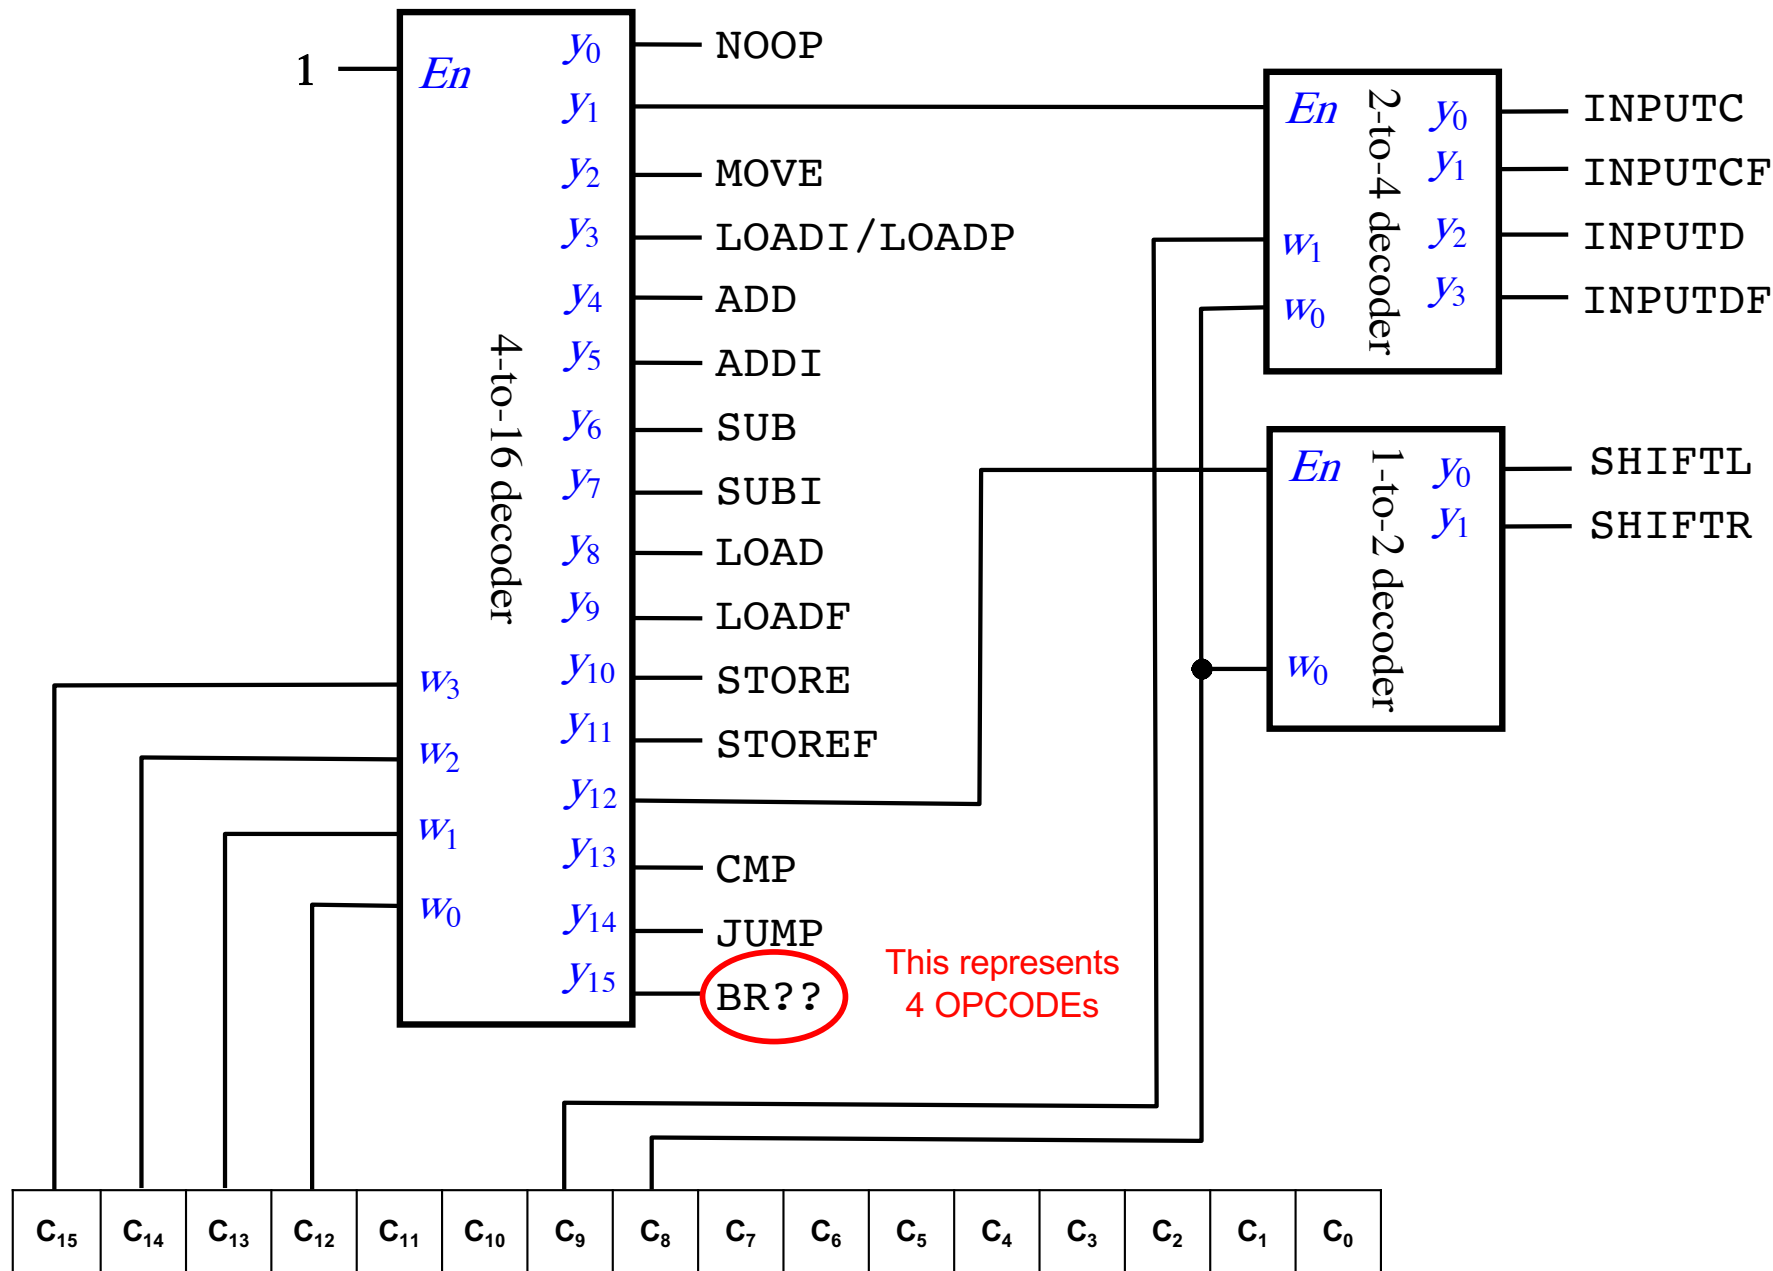 1
En
4-to-16 decoder
w3
w2
w1
w0
y0 NOOP
y1
y2 MOVE
y3 LOADI/LOADP
y4 ADD
y5 ADDI
y6 SUB
y7 SUBI
y8 LOAD
y9 LOADF
y10 STORE
y11 STOREF
y12
y13 CMP
y14 JUMP
y15 BR??
This represents
4 OPCODEs
En
w1
w0
2-to-4 decoder
y0 INPUTC
y1 INPUTCF
y2 INPUTD
y3 INPUTDF
En
w0
1-to-2 decoder
y0 SHIFTL
y1 SHIFTR
C15 C14 C13 C12 C11 C10 C9 C8 C7 C6 C5 C4 C3 C2 C1 C0